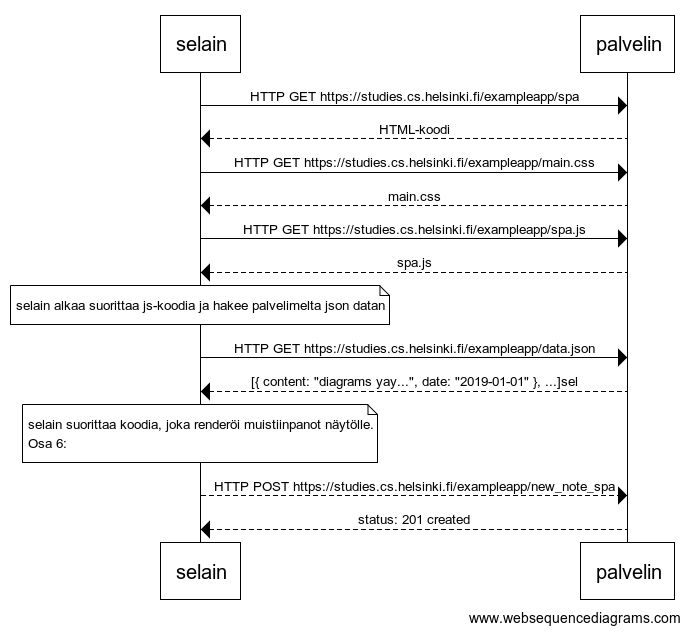 selain palvelin
HTTP GET https://studies.cs.helsinki.fi/exampleapp/spa
HTML-koodi
HTTP GET https://studies.cs.helsinki.fi/exampleapp/main.css
main.css
HTTP GET https://studies.cs.helsinki.fi/exampleapp/spa.js
spa.js
selain alkaa suorittaa js-koodia ja hakee palvelimelta json datan
HTTP GET https://studies.cs.helsinki.fi/exampleapp/data.json
[{ content: "diagrams yay...", date: "2019-01-01" }, ...]sel
selain suorittaa koodia, joka renderöi muistiinpanot näytölle.
Osa 6:
HTTP POST https://studies.cs.helsinki.fi/exampleapp/new_note_spa
status: 201 created
selain palvelin
www.websequencediagrams.com